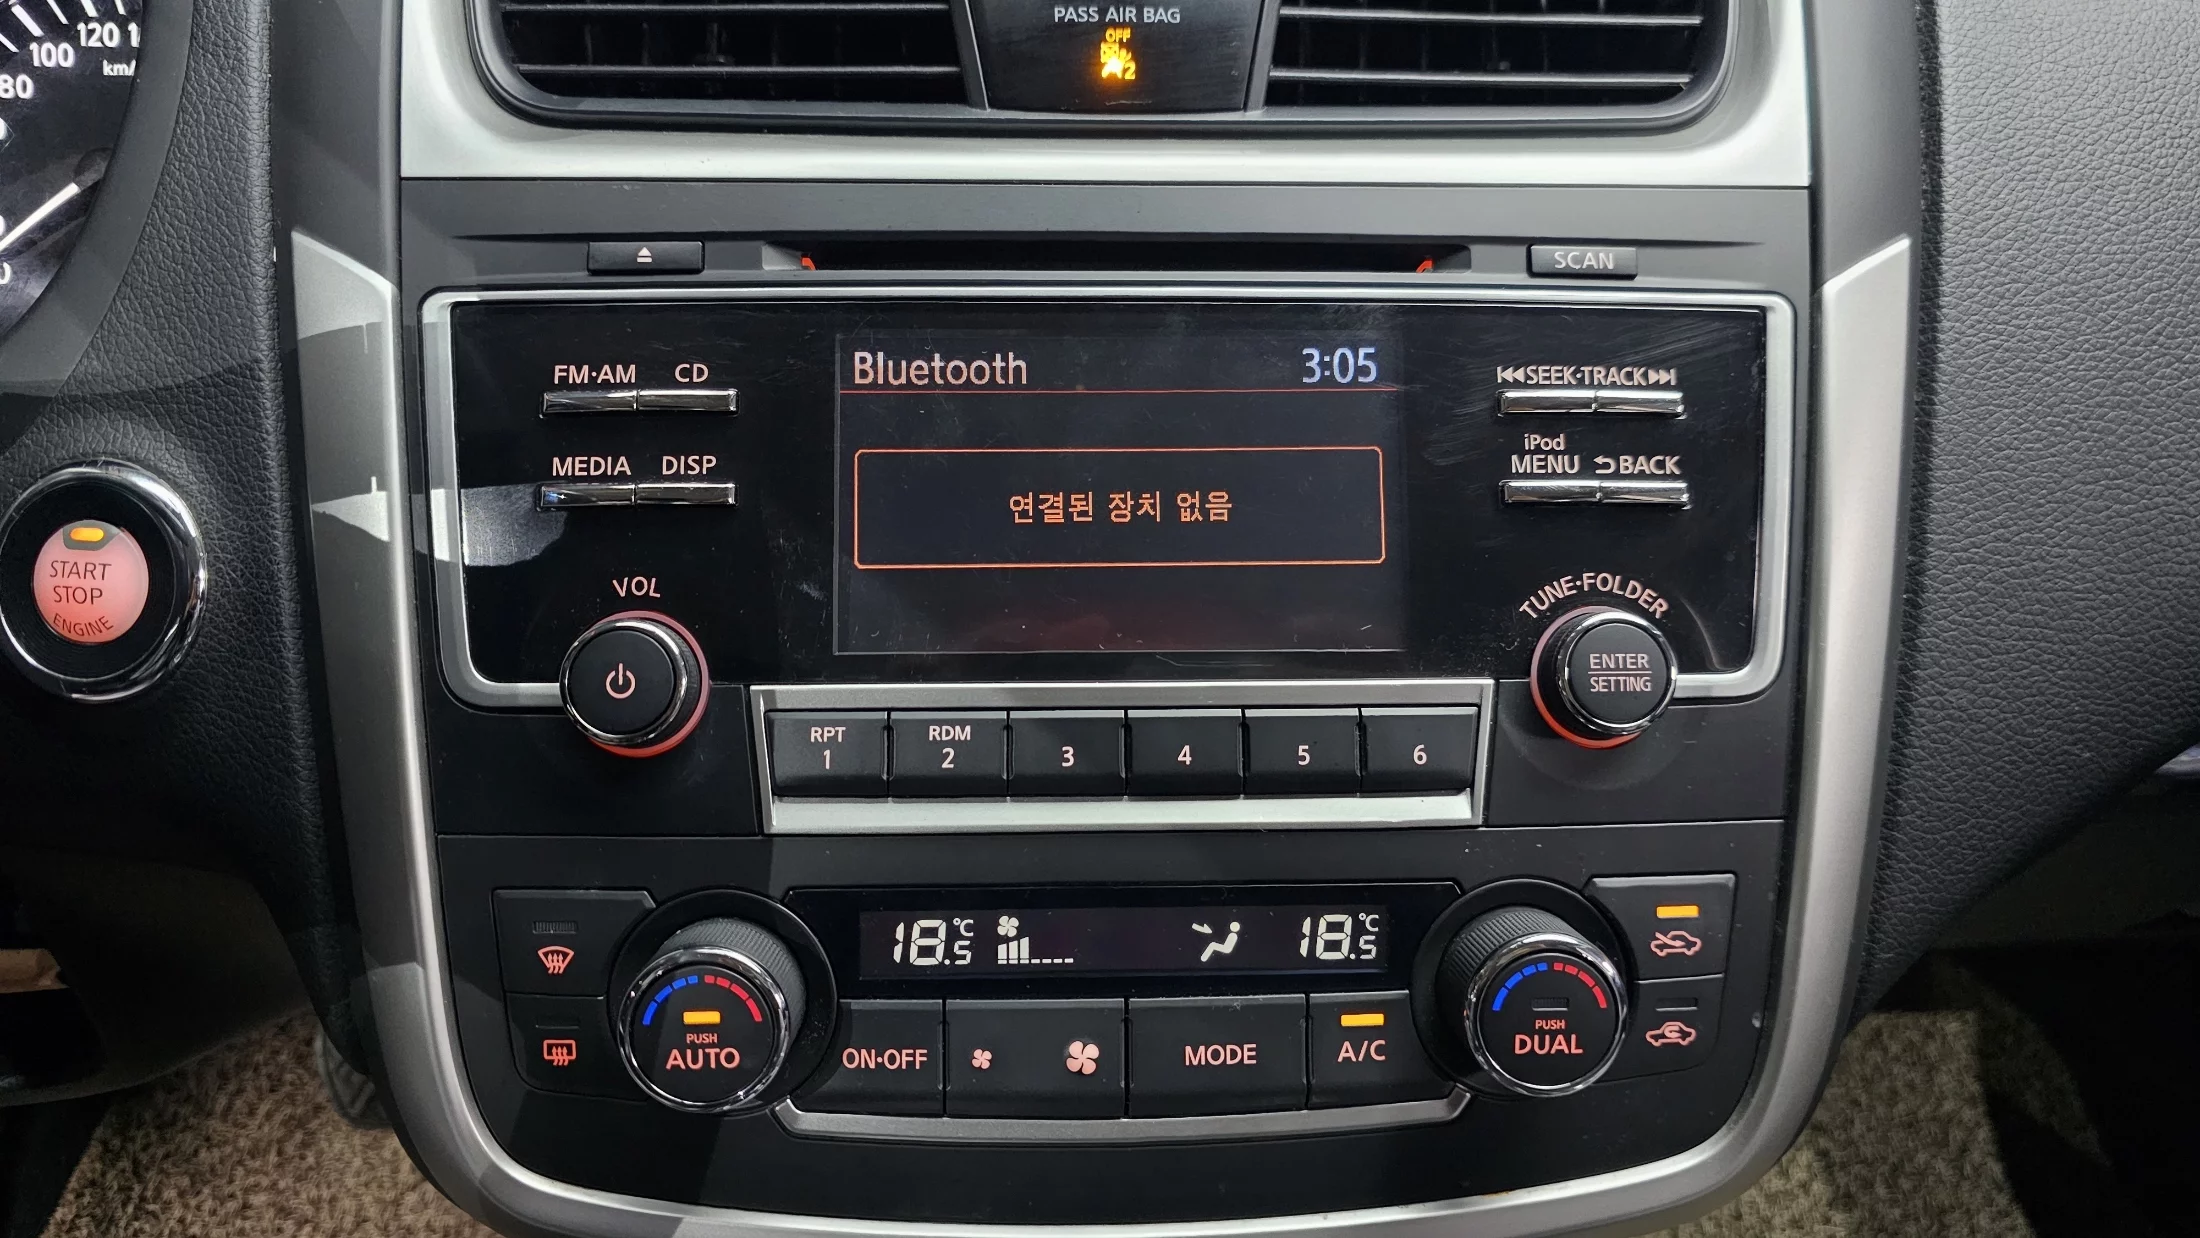 PASS AIR BAG
OFF
2
100 120
km/
80
SCAN
FM·AM CD
Bluetooth 3:05
SEEK·TRACK
MEDIA DISP
iPod
MENU BACK
연결된 장치 없음
START
STOP
ENGINE
VOL
TUNE·FOLDER
ENTER
SETTING
RPT
1
RDM
2
3
4
5
6
18.5°C
18.5°C
PUSH
AUTO
ON·OFF
MODE
A/C
PUSH
DUAL